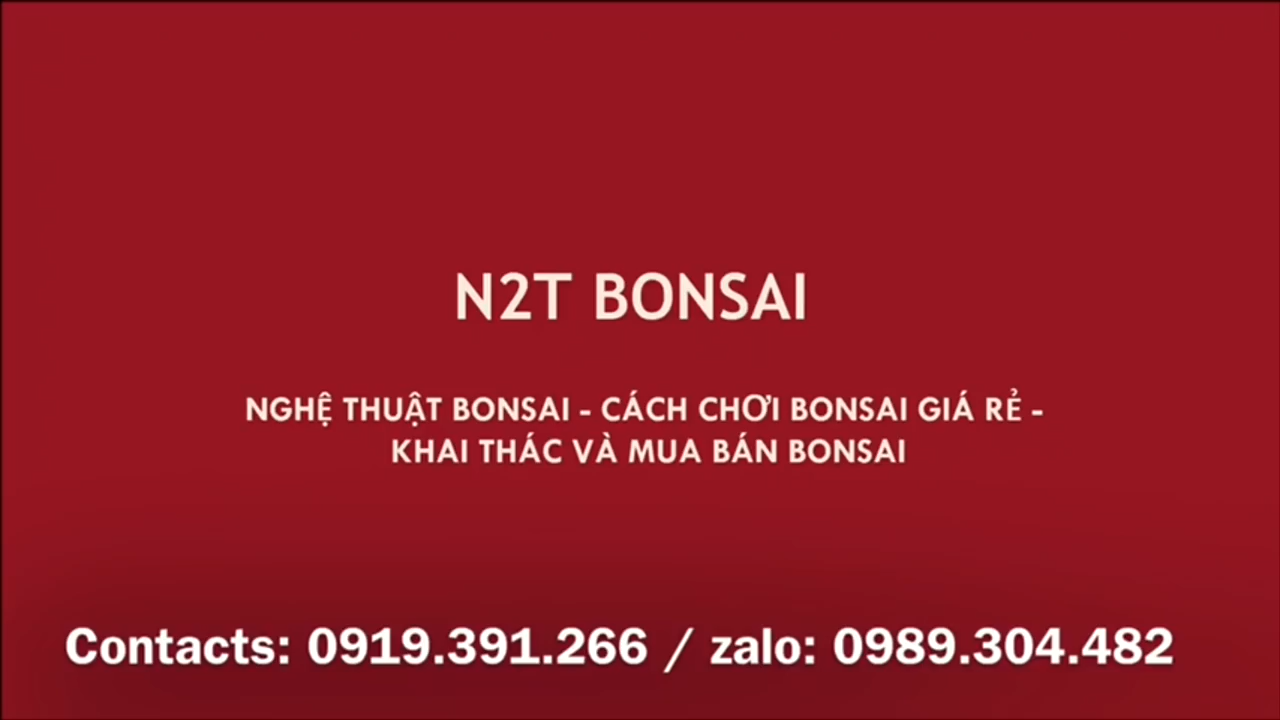 N2T BONSAI
NGHỆ THUẬT BONSAI - CÁCH CHƠI BONSAI GIÁ RẺ -
KHAI THÁC VÀ MUA BÁN BONSAI
Contacts: 0919.391.266 / zalo: 0989.304.482